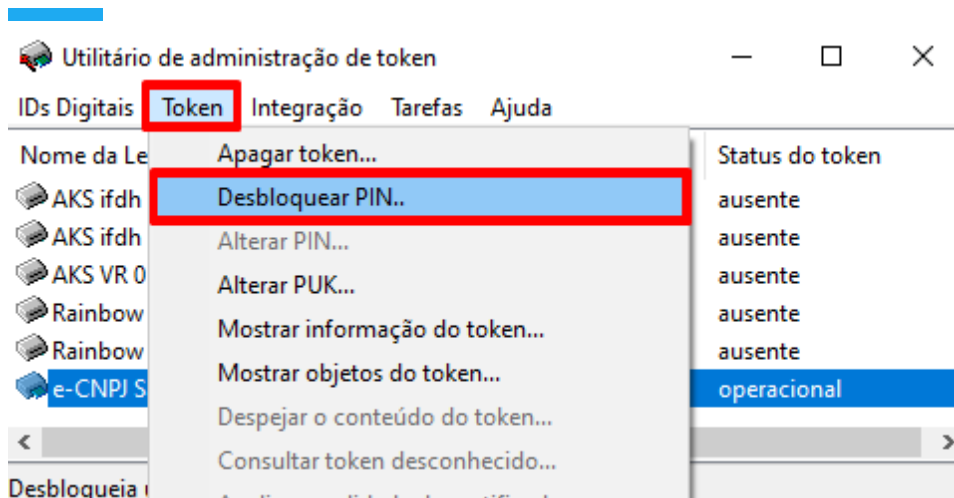 Utilitário de administração de token
IDs Digitais Token Integração Tarefas Ajuda
Nome da Le Status do token
Apagar token...
AKS ifdh Desbloquear PIN.. ausente
AKS ifdh Alterar PIN... ausente
AKS VR 0 Alterar PUK... ausente
Rainbow Mostrar informação do token... ausente
Rainbow Mostrar objetos do token... ausente
e-CNPJ S operacional
Despejar o conteúdo do token...
Consultar token desconhecido...
Desbloqueia